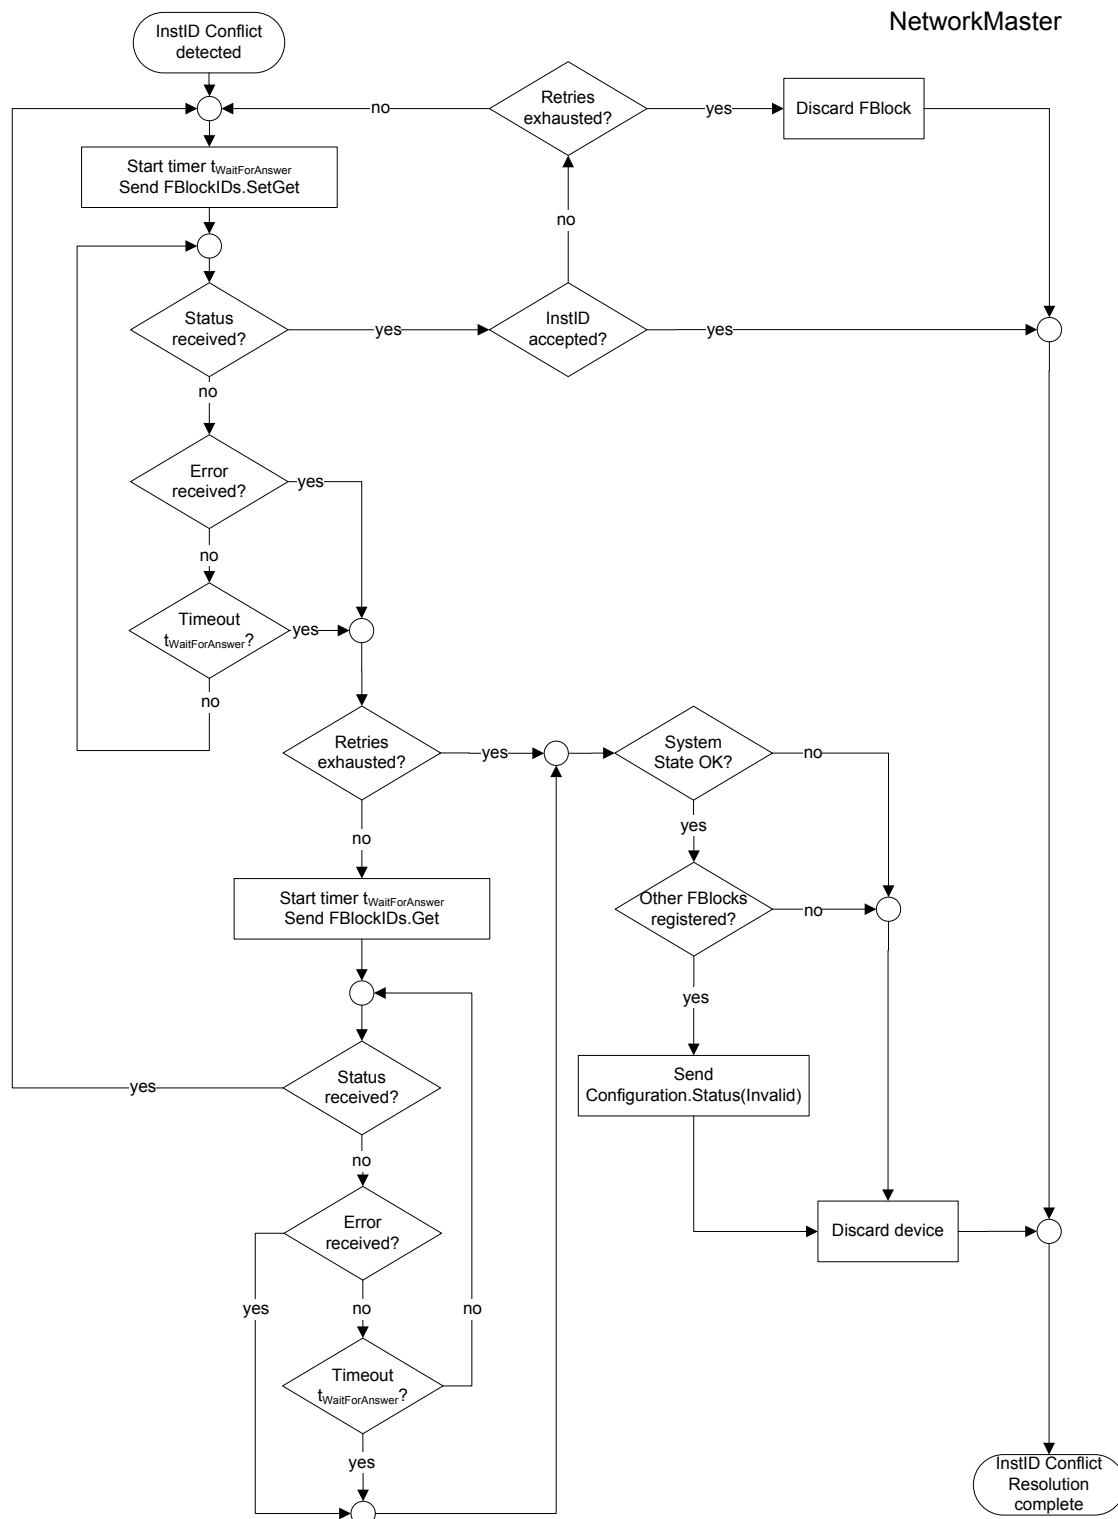 NetworkMaster
InstID Conflict
detected
no
Retries
exhausted?
yes
Discard FBlock
Start timer tWaitForAnswer
Send FBlockIDs.SetGet
no
Status
received?
yes
InstID
accepted?
yes
no
Error
received?
yes
no
Timeout
tWaitForAnswer?
yes
no
Retries
exhausted?
yes
System
State OK?
no
yes
no
Start timer tWaitForAnswer
Send FBlockIDs.Get
Other FBlocks
registered?
no
yes
Send
Configuration.Status(Invalid)
yes
Status
received?
no
Error
received?
Discard device
yes
no
no
Timeout
tWaitForAnswer?
yes
InstID Conflict
Resolution
complete